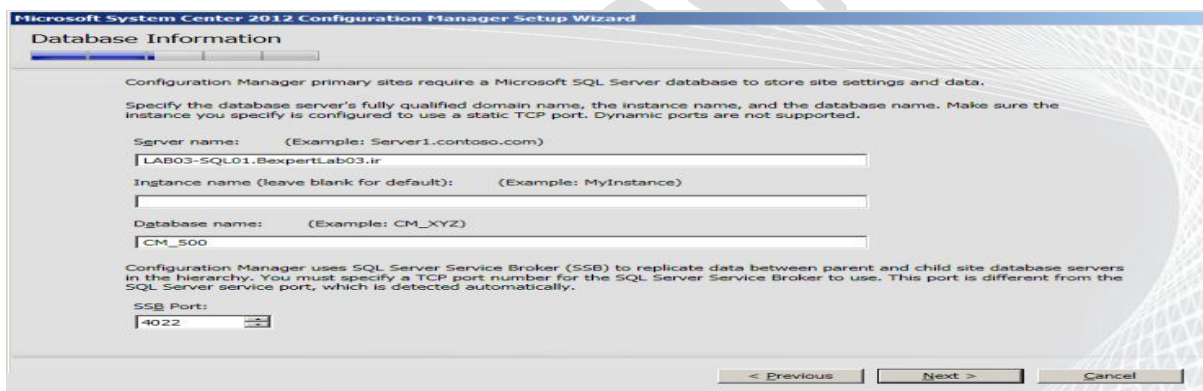 Microsoft System Center 2012 Configuration Manager Setup Wizard
Database Information
Configuration Manager primary sites require a Microsoft SQL Server database to store site settings and data.
Specify the database server's fully qualified domain name, the instance name, and the database name. Make sure the
instance you specify is configured to use a static TCP port. Dynamic ports are not supported.
Server name: (Example: Server1.contoso.com)
LAB03-SQL01.BexpertLab03.ir
Instance name (leave blank for default): (Example: MyInstance)
Database name: (Example: CM_XYZ)
CM_S00
Configuration Manager uses SQL Server Service Broker (SSB) to replicate data between parent and child site database servers
in the hierarchy. You must specify a TCP port number for the SQL Server Service Broker to use. This port is different from the
SQL Server service port, which is detected automatically.
SSB Port:
4022
< Previous Next > Cancel